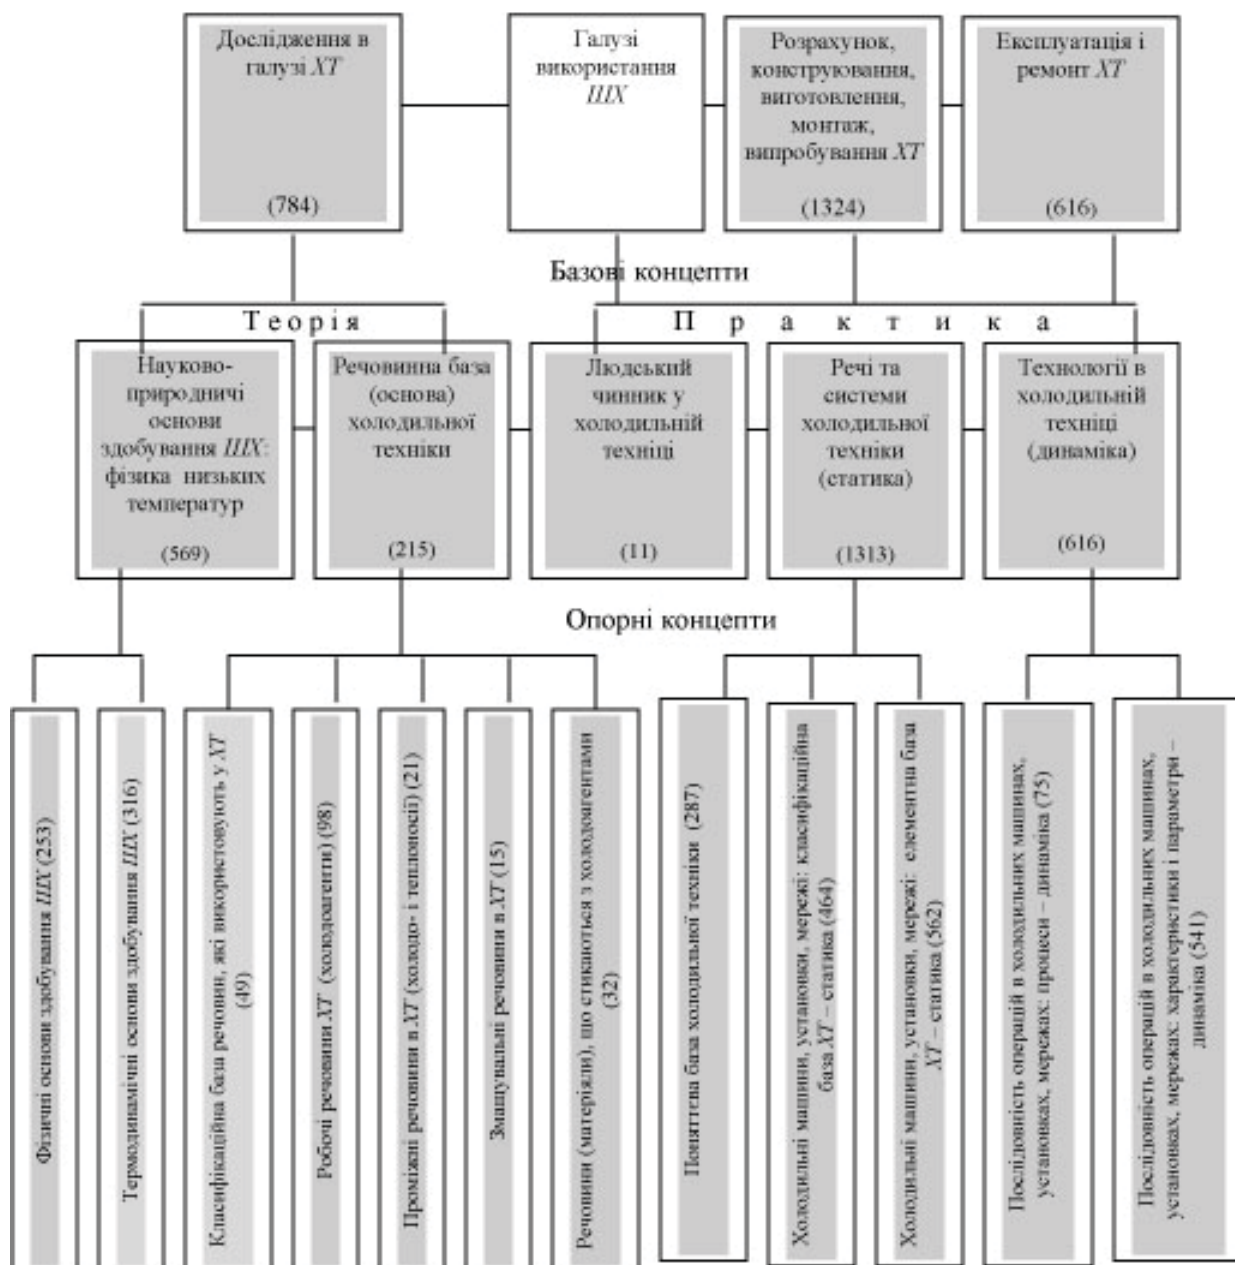 Дослідження в
галузі ХТ
(784)
Галузі
використання
ШХ
Розрахунок,
конструювання,
виготовлення,
монтаж,
випробування ХТ
(1324)
Експлуатація і
ремонт ХТ
(616)
Базові концепти
Теорія
Практика
Науково-
природничі
основи
здобування ШХ:
фізика низьких
температур
(569)
Речовинна база
(основа)
холодильної
техніки
(215)
Людський
чинник у
холодильній
техніці
(11)
Речі та
системи
холодильної
техніки
(статика)
(1313)
Технології в
холодильній
техніці
(динаміка)
(616)
Опорні концепти
Фізичні основи здобування ШХ (253)
Термодинамічні основи здобування ШХ (316)
Класифікаційна база речовин, які використовують у ХТ
(49)
Робочі речовини ХТ (холодоагенти) (98)
Проміжні речовини в ХТ (холодо- і теплоносії) (21)
Змащувальні речовини в ХТ (15)
Речовини (матеріяли), що стикаються з холодоагентами
(32)
Поняттєва база холодильної техніки (287)
Холодильні машини, установки, мережі: класифікаційна
база ХТ – статика (464)
Холодильні машини, установки, мережі: елементна база
ХТ – статика (562)
Послідовність операцій в холодильних машинах,
установках, мережах: процеси – динаміка (75)
Послідовність операцій в холодильних машинах,
установках, мережах: характеристики і параметри –
динаміка (541)